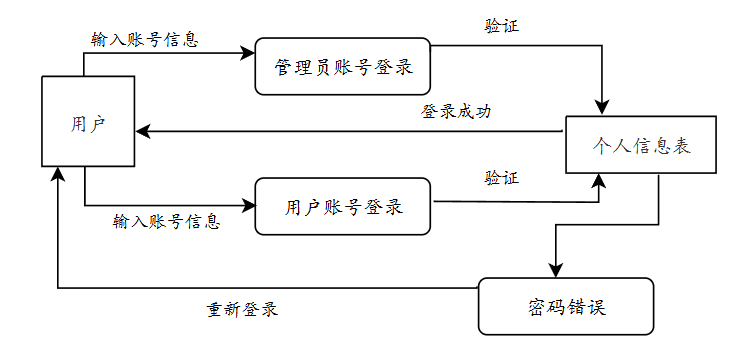 验证
输入账号信息
管理员账号登录
登录成功
用户
个人信息表
验证
用户账号登录
输入账号信息
重新登录
密码错误